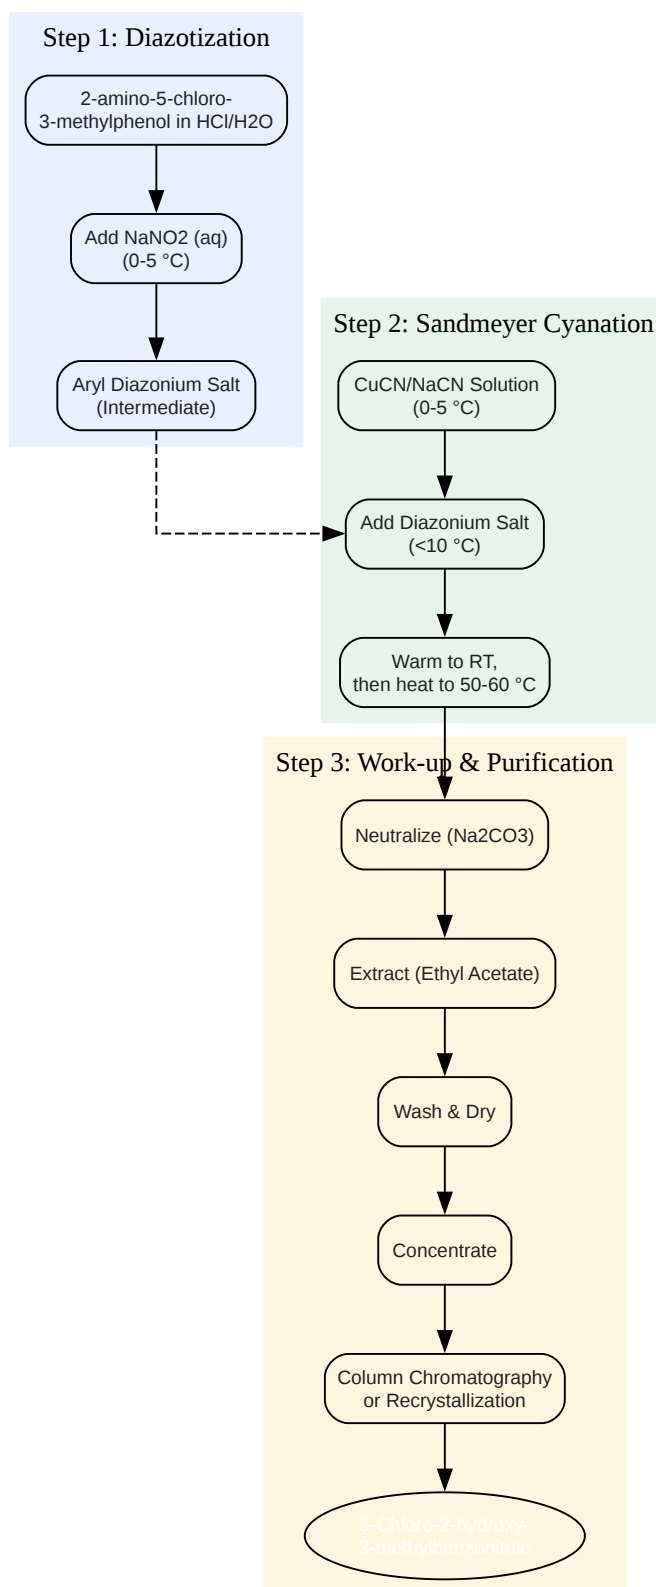 Step 1: Diazotization
2-amino-5-chloro-
3-methylphenol in HCl/H2O
Add NaNO2 (aq)
(0-5 °C)
Aryl Diazonium Salt
(Intermediate)
Step 2: Sandmeyer Cyanation
CuCN/NaCN Solution
(0-5 °C)
Add Diazonium Salt
(<10 °C)
Warm to RT,
then heat to 50-60 °C
Step 3: Work-up & Purification
Neutralize (Na2CO3)
Extract (Ethyl Acetate)
Wash & Dry
Concentrate
Column Chromatography
or Recrystallization
5-Chloro-2-hydroxy-
3-methylbenzonitrile